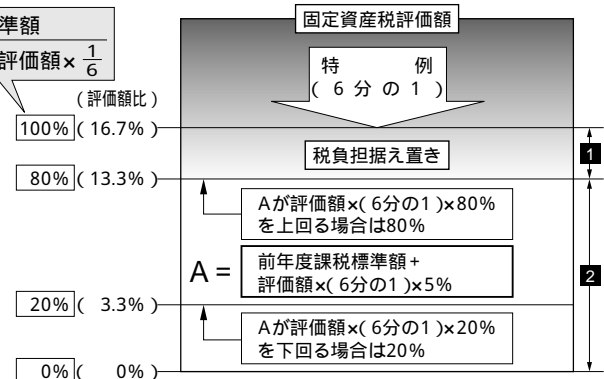 準額
評価額×1/6
固定資産税評価額
特 例
(6分の1)
(評価額比)
100%(16.7%)
税負担据え置き
1
80%(13.3%)
Aが評価額×(6分の1)×80%
を上回る場合は80%
A =
前年度課税標準額+
評価額×(6分の1)×5%
2
20%( 3.3%)
Aが評価額×(6分の1)×20%
を下回る場合は20%
0%( 0%)